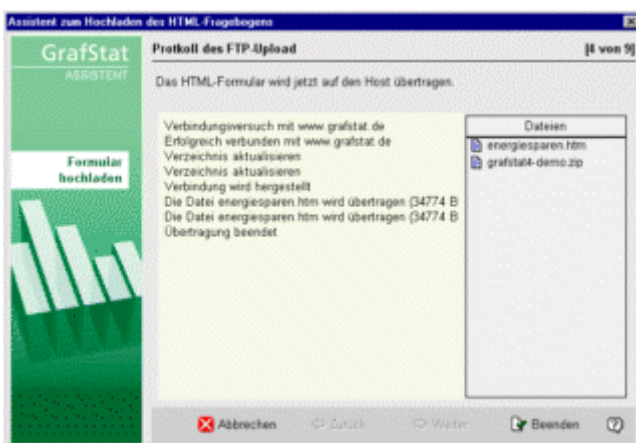 Assistent zum Hochladen des HTML-Fragebogens
GrafStat
ASSISTENT
Formular
hochladen
Protkoll des FTP-Upload
[4 von 9]
Das HTML-Formular wird jetzt auf den Host übertragen.
Verbindungsversuch mit www.grafstat.de
Erfolgreich verbunden mit www.grafstat.de
Verzeichnis aktualisieren
Verzeichnis aktualisieren
Verbindung wird hergestellt
Die Datei energiesparen.htm wird übertragen (34774 B
Die Datei energiesparen.htm wird übertragen (34774 B
Übertragung beendet
Dateien
energiesparen.htm
grafstat4-demo.zip
Abbrechen
Zurück
Weiter
Beenden